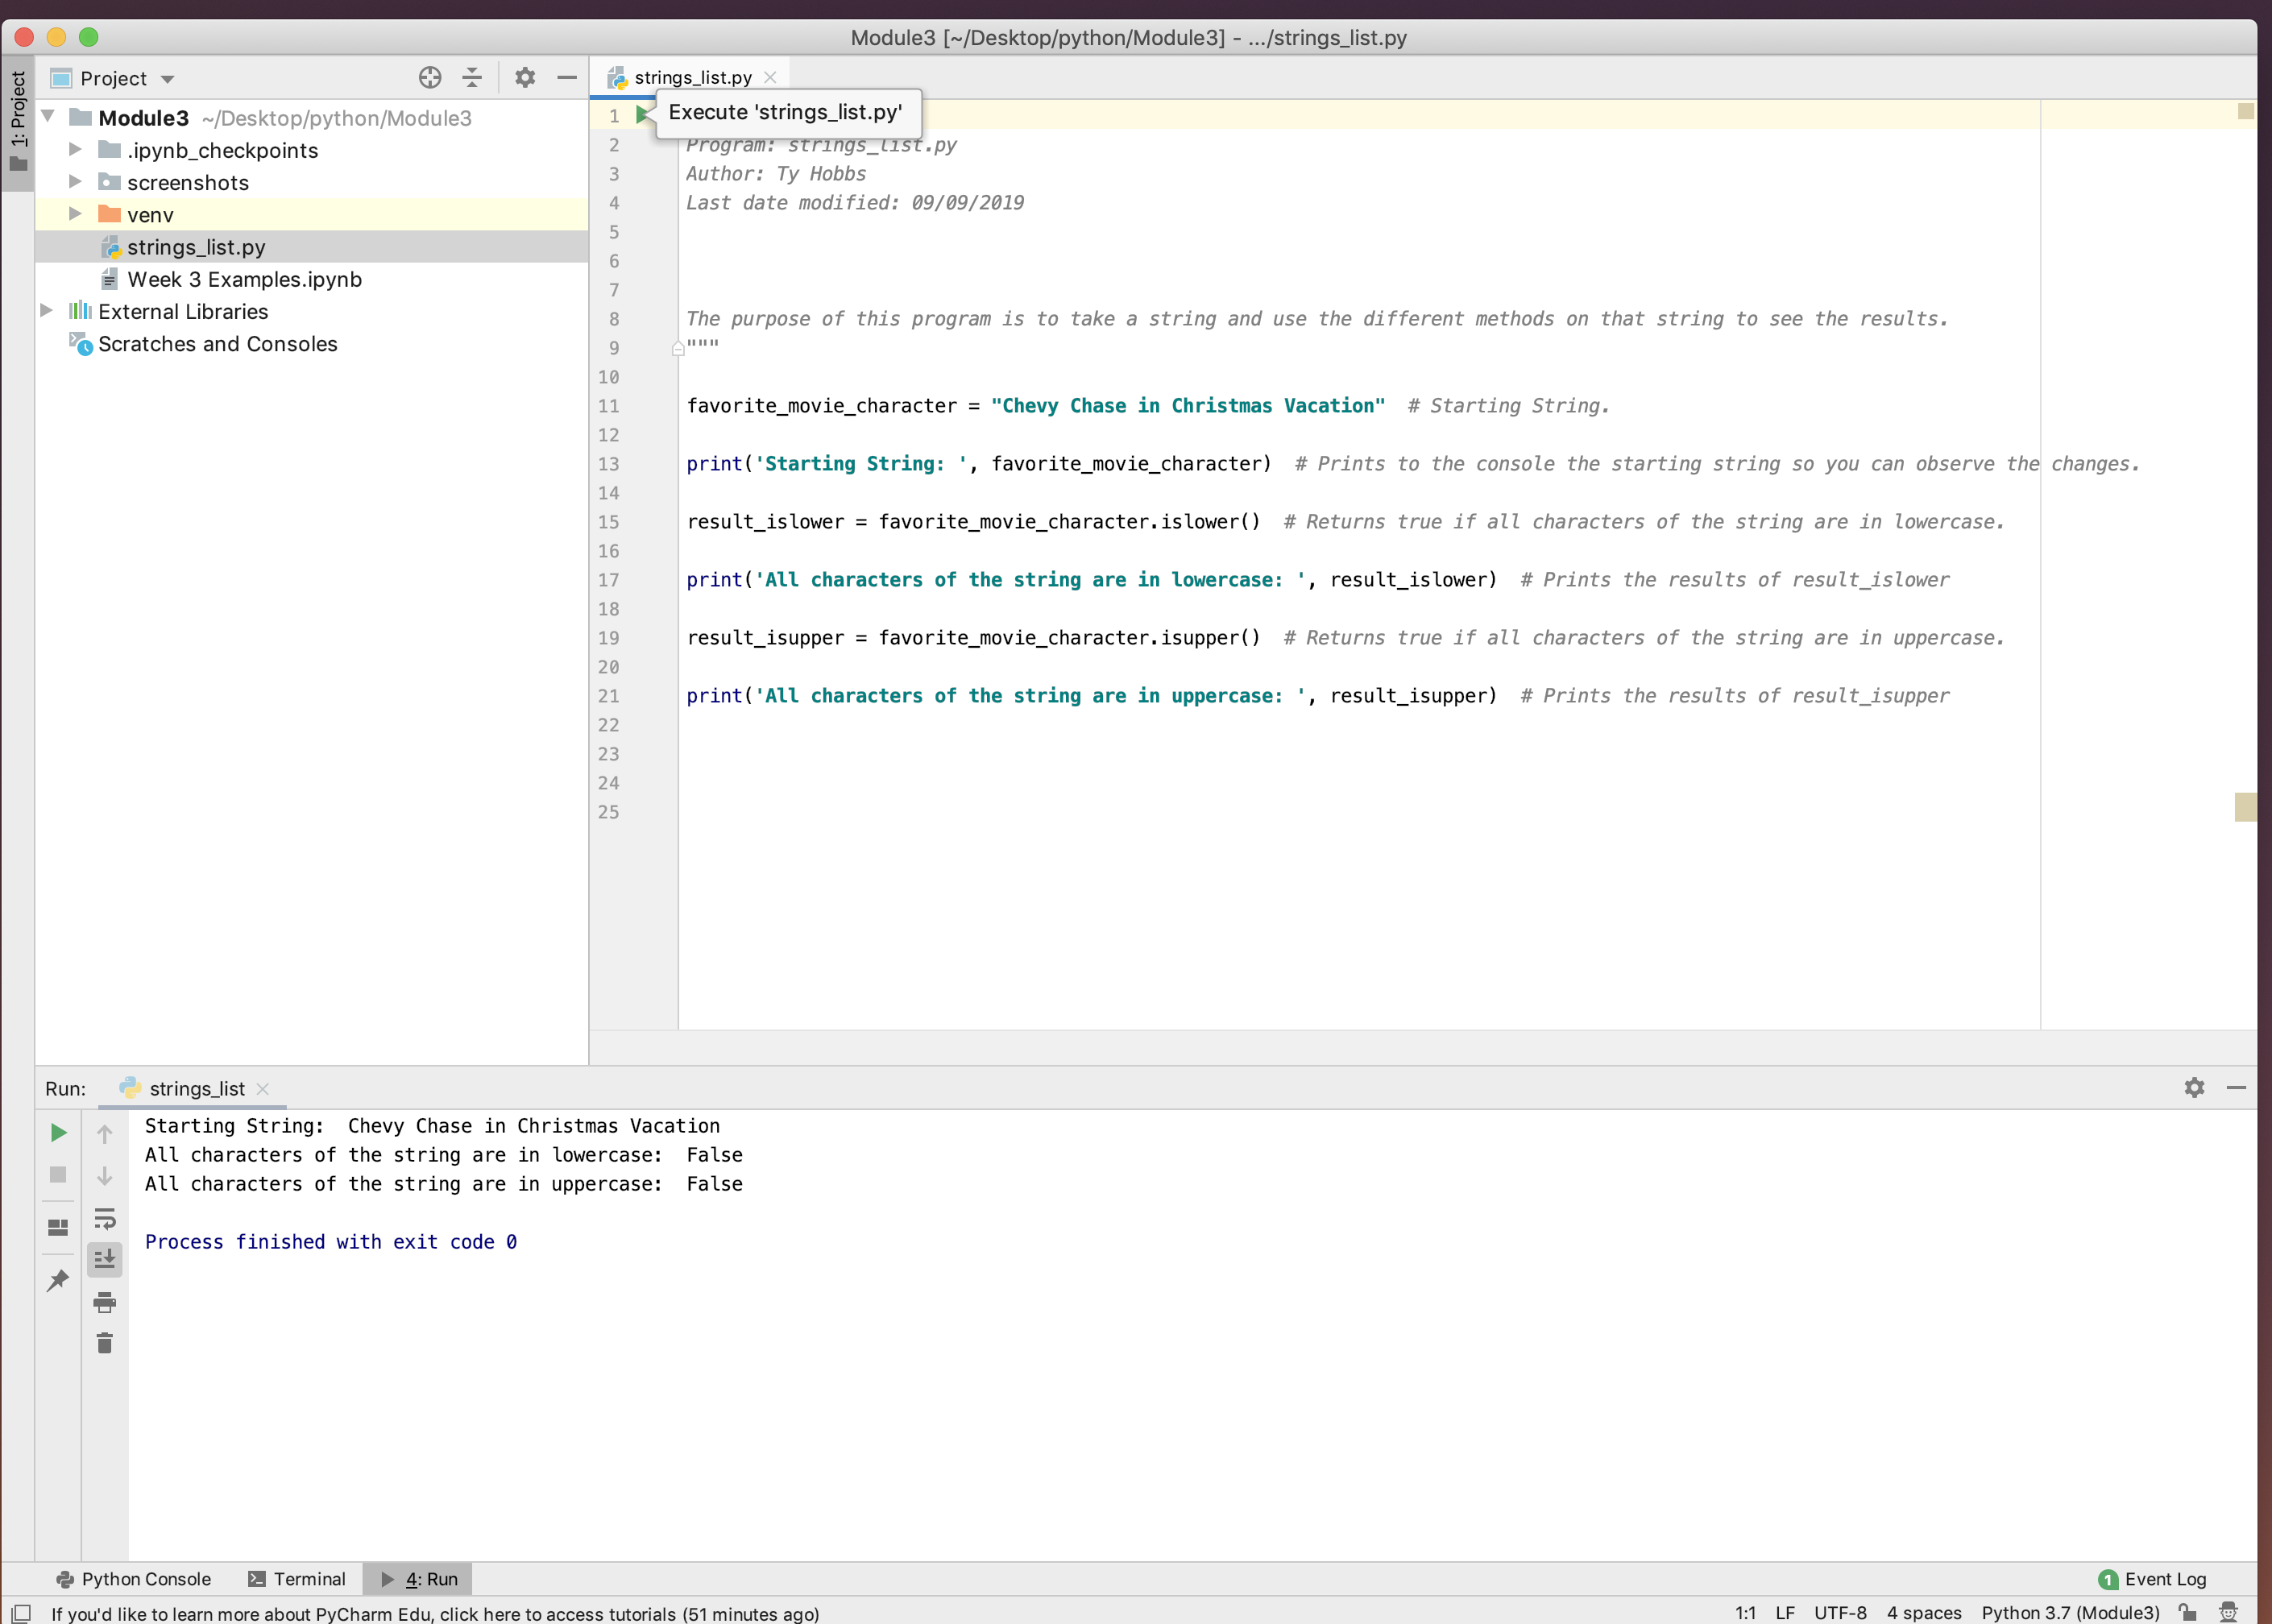 Module3 [~/Desktop/python/Module3] - .../strings_list.py
1: Project
Project
Module3 ~/Desktop/python/Module3
.ipynb_checkpoints
screenshots
venv
strings_list.py
Week 3 Examples.ipynb
External Libraries
Scratches and Consoles
strings_list.py
Execute 'strings_list.py'
1
2 Program: strings_list.py
3 Author: Ty Hobbs
4 Last date modified: 09/09/2019
5
6
7
8 The purpose of this program is to take a string and use the different methods on that string to see the results.
9 """
10
11 favorite_movie_character = "Chevy Chase in Christmas Vacation"  # Starting String.
12
13 print('Starting String: ', favorite_movie_character)  # Prints to the console the starting string so you can observe the changes.
14
15 result_islower = favorite_movie_character.islower()  # Returns true if all characters of the string are in lowercase.
16
17 print('All characters of the string are in lowercase: ', result_islower)  # Prints the results of result_islower
18
19 result_isupper = favorite_movie_character.isupper()  # Returns true if all characters of the string are in uppercase.
20
21 print('All characters of the string are in uppercase: ', result_isupper)  # Prints the results of result_isupper
22
23
24
25
Run: strings_list
Starting String:  Chevy Chase in Christmas Vacation
All characters of the string are in lowercase:  False
All characters of the string are in uppercase:  False
Process finished with exit code 0
Python Console Terminal 4: Run 1 Event Log
If you'd like to learn more about PyCharm Edu, click here to access tutorials (51 minutes ago) 1:1 LF UTF-8 4 spaces Python 3.7 (Module3)